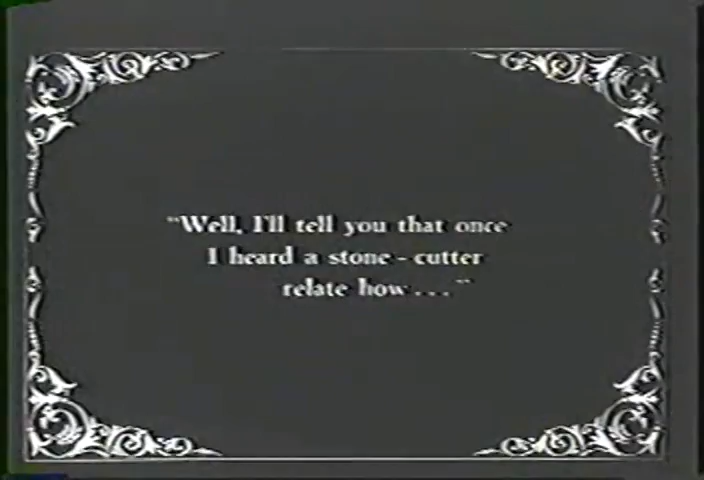 “Well, I'll tell you that once
I heard a stone-cutter
relate how...”